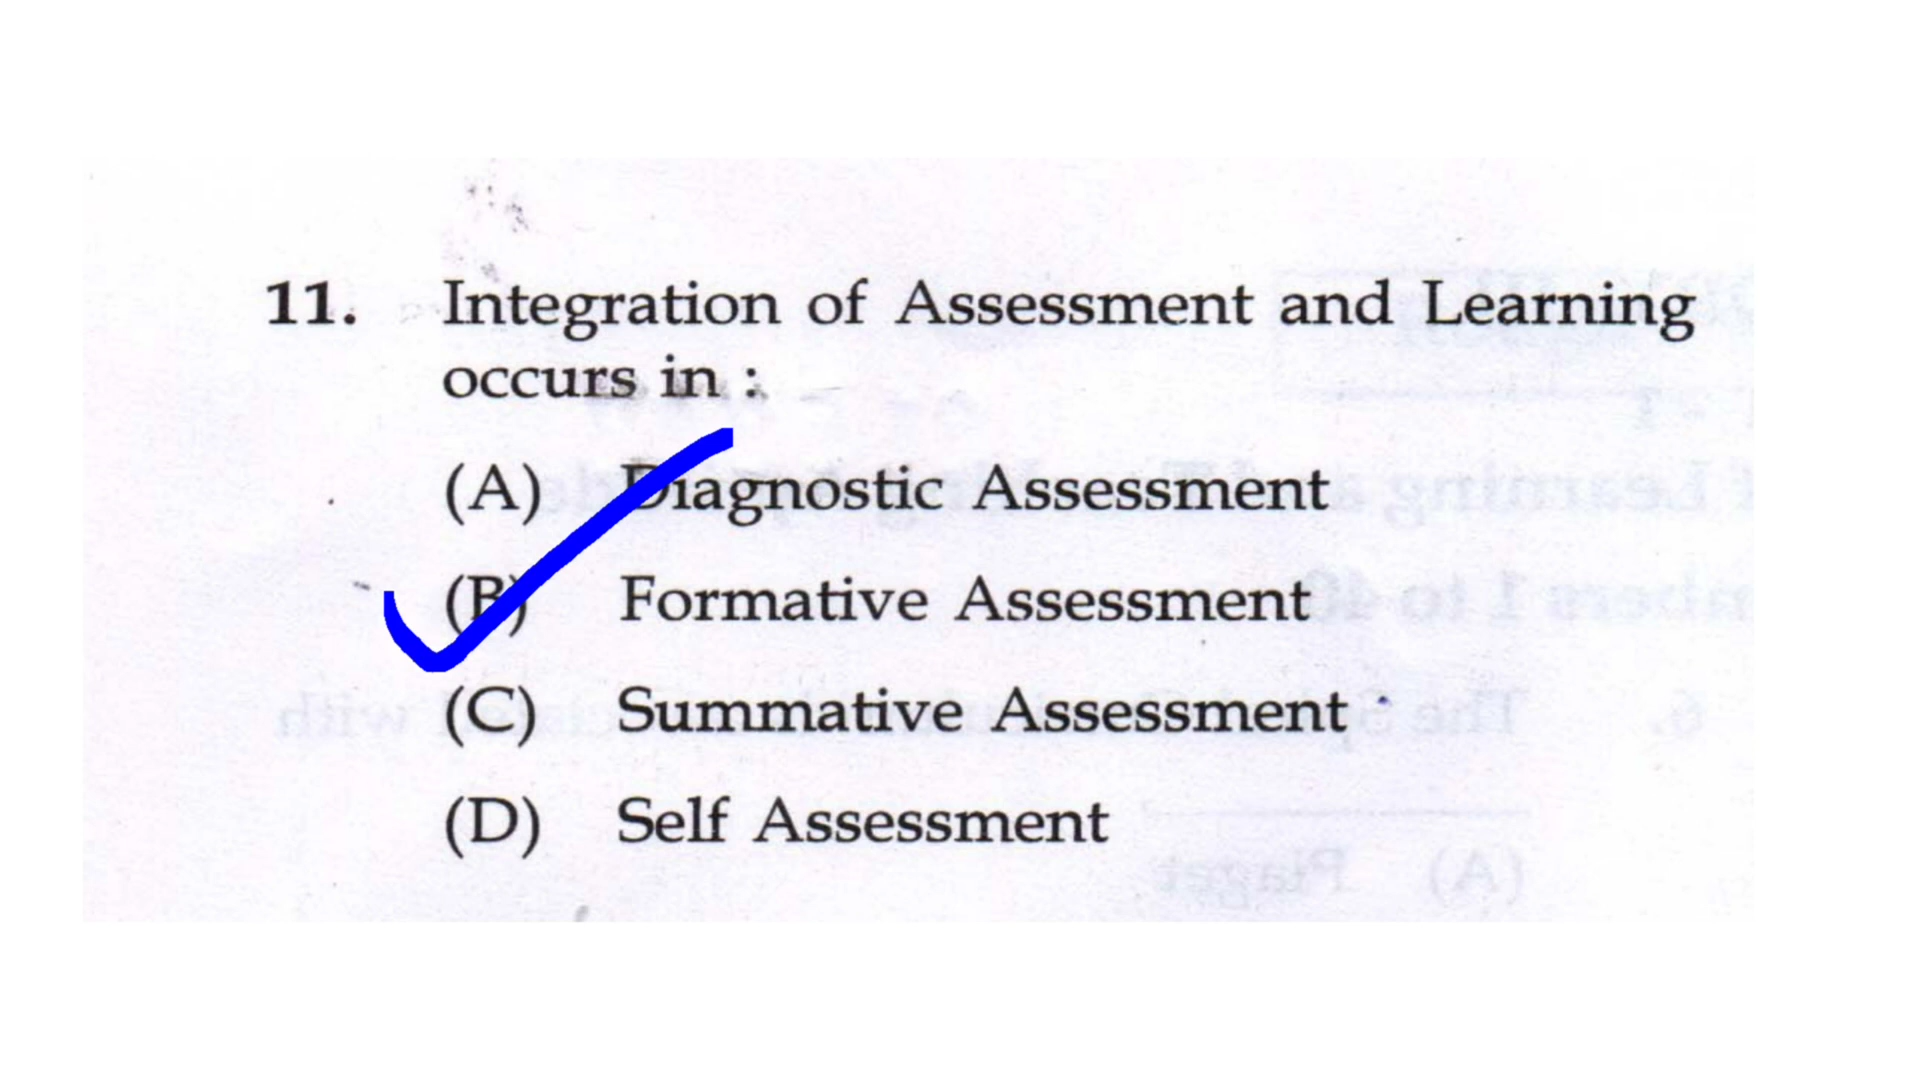 11. Integration of Assessment and Learning
occurs in :
(A) Diagnostic Assessment
(B) Formative Assessment
(C) Summative Assessment
(D) Self Assessment